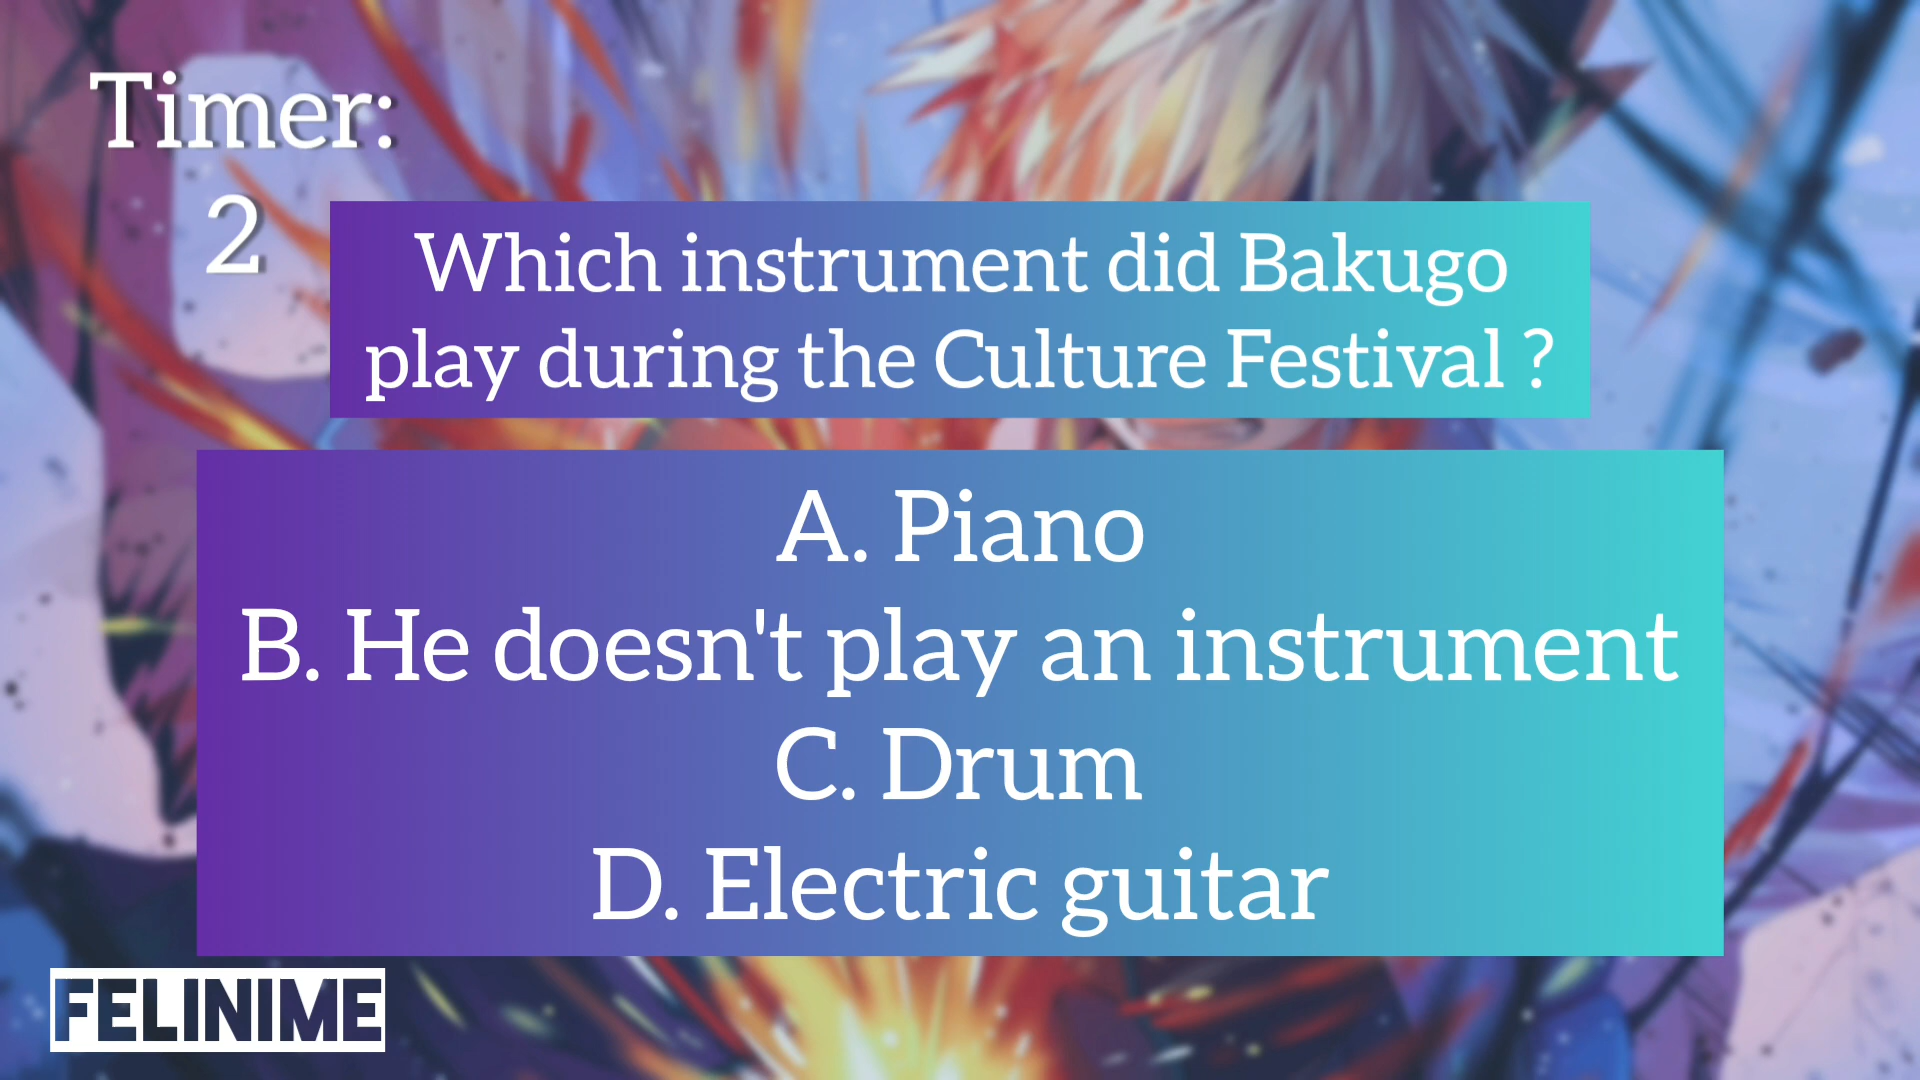 Timer:
2
Which instrument did Bakugo
play during the Culture Festival ?
A. Piano
B. He doesn't play an instrument
C. Drum
D. Electric guitar
FELINIME